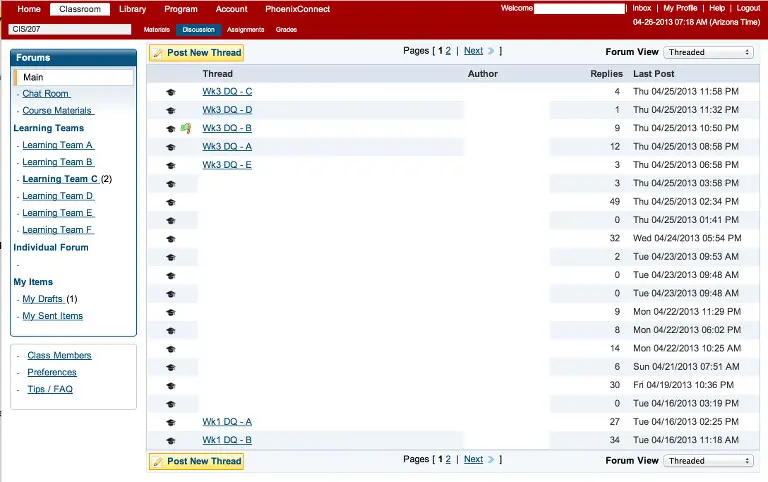 Home Classroom Library Program Account PhoenixConnect Welcome | Inbox | My Profile | Help | Logout
CIS/207 Materials Discussion Assignments Grades 04-26-2013 07:18 AM (Arizona Time)
Forums
Main
- Chat Room
- Course Materials
Learning Teams
- Learning Team A
- Learning Team B
- Learning Team C (2)
- Learning Team D
- Learning Team E
- Learning Team F
Individual Forum
-
My Items
- My Drafts (1)
- My Sent Items
- Class Members
- Preferences
- Tips / FAQ
Post New Thread Pages [ 1 2 | Next ] Forum View Threaded
Thread Author Replies Last Post
Wk3 DQ - C 4 Thu 04/25/2013 11:58 PM
Wk3 DQ - D 1 Thu 04/25/2013 11:32 PM
Wk3 DQ - B 9 Thu 04/25/2013 10:50 PM
Wk3 DQ - A 12 Thu 04/25/2013 08:58 PM
Wk3 DQ - E 3 Thu 04/25/2013 06:58 PM
3 Thu 04/25/2013 03:58 PM
49 Thu 04/25/2013 02:34 PM
0 Thu 04/25/2013 01:41 PM
32 Wed 04/24/2013 05:54 PM
2 Tue 04/23/2013 09:53 AM
0 Tue 04/23/2013 09:48 AM
0 Tue 04/23/2013 09:48 AM
9 Mon 04/22/2013 11:29 PM
8 Mon 04/22/2013 06:02 PM
14 Mon 04/22/2013 10:25 AM
6 Sun 04/21/2013 07:51 AM
30 Fri 04/19/2013 10:36 PM
0 Tue 04/16/2013 03:19 PM
Wk1 DQ - A 27 Tue 04/16/2013 02:25 PM
Wk1 DQ - B 34 Tue 04/16/2013 11:18 AM
Post New Thread Pages [ 1 2 | Next ] Forum View Threaded